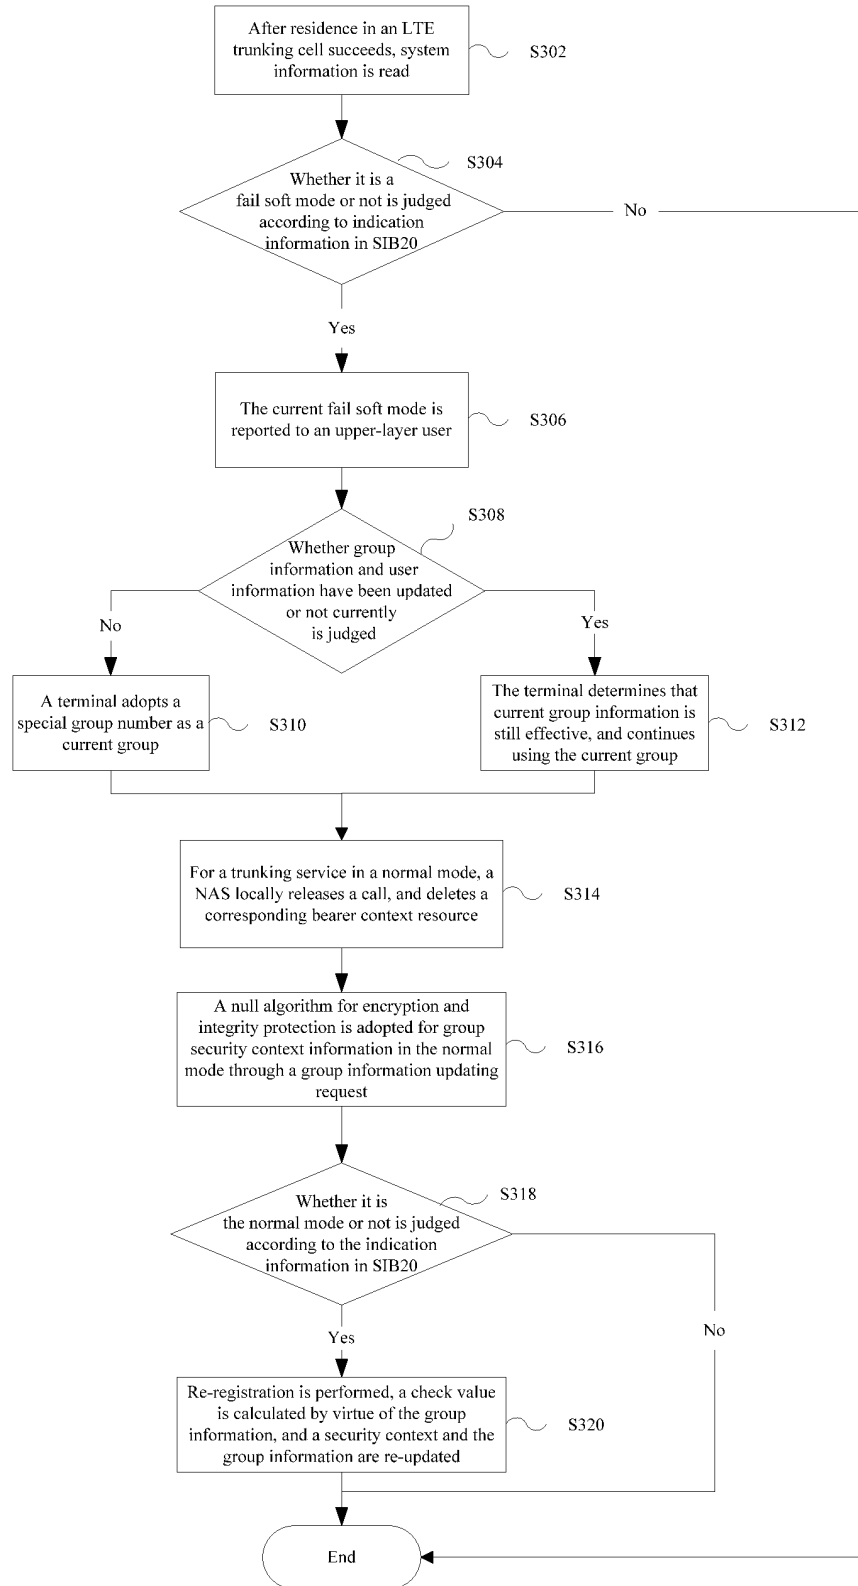 After residence in an LTE
trunking cell succeeds, system
information is read
S302
S304
Whether it is a
fail soft mode or not is judged
according to indication
information in SIB20
No
Yes
The current fail soft mode is
reported to an upper-layer user
S306
S308
Whether group
information and user
information have been updated
or not currently
is judged
No
Yes
A terminal adopts a
special group number as a
current group
S310
The terminal determines that
current group information is
still effective, and continues
using the current group
S312
For a trunking service in a normal mode, a
NAS locally releases a call, and deletes a
corresponding bearer context resource
S314
A null algorithm for encryption and
integrity protection is adopted for group
security context information in the normal
mode through a group information updating
request
S316
S318
Whether it is
the normal mode or not is judged
according to the indication
information in SIB20
No
Yes
Re-registration is performed, a check value
is calculated by virtue of the group
information, and a security context and the
group information are re-updated
S320
End